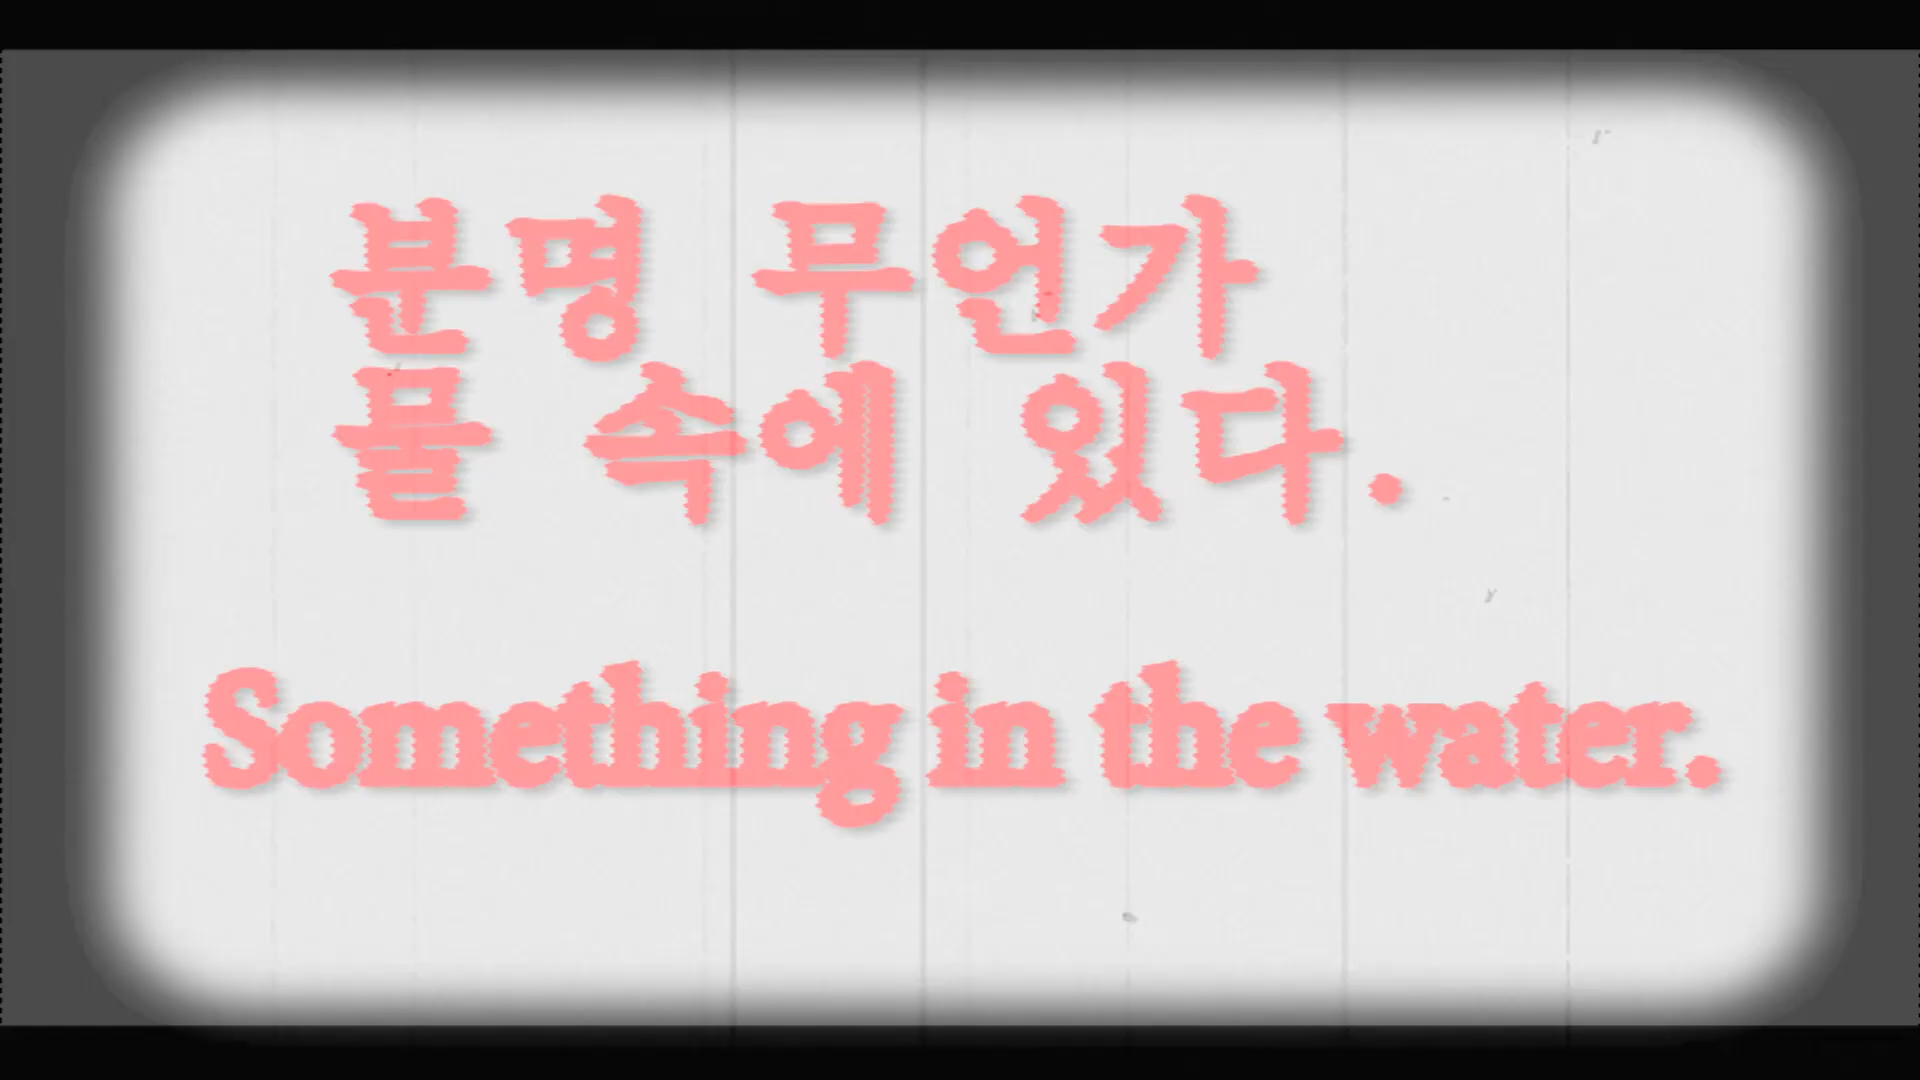 분명 무언가
물 속에 있다.
Something in the water.